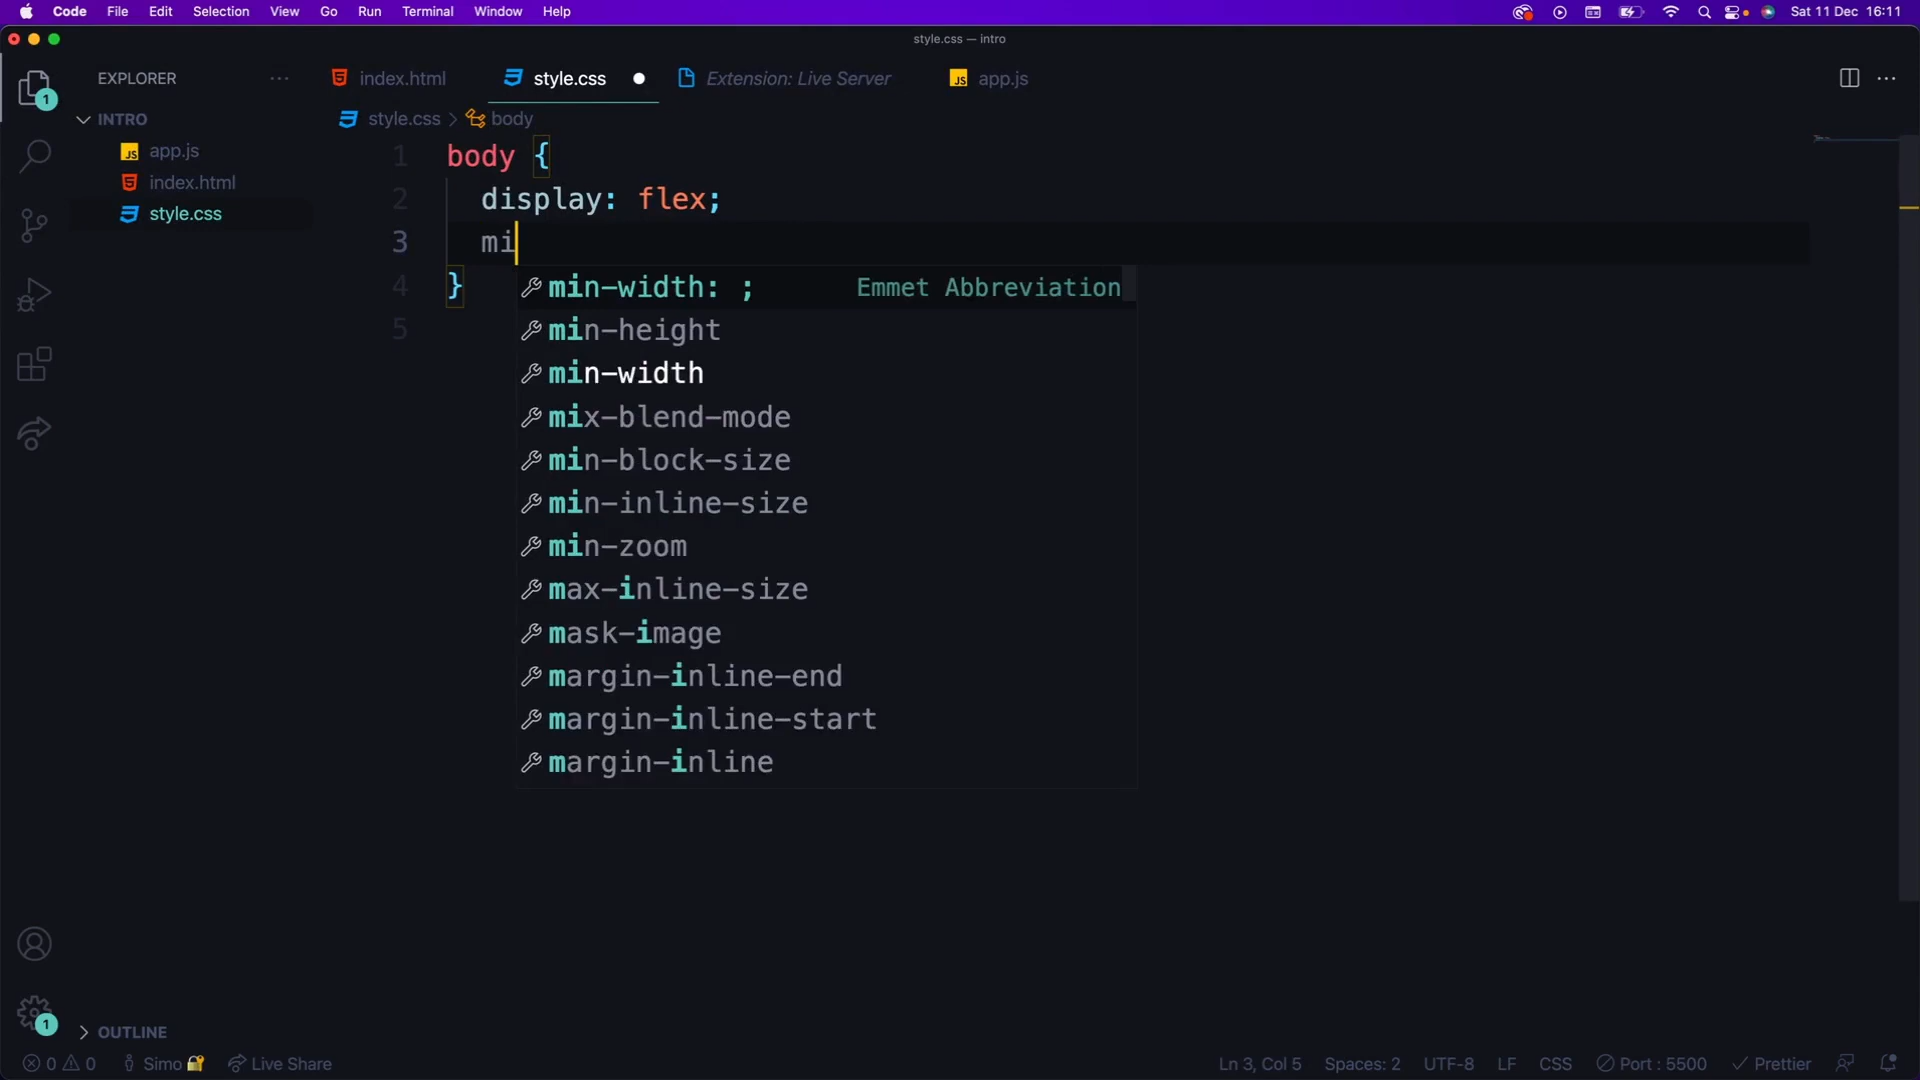 Code File Edit Selection View Go Run Terminal Window Help Sat 11 Dec 16:11
style.css — intro
EXPLORER ··· index.html style.css Extension: Live Server JS app.js ···
1
INTRO style.css > body
JS app.js
index.html
style.css
1 body {
2 display: flex;
3 mi
4 }
5
min-width: ; Emmet Abbreviation
min-height
min-width
mix-blend-mode
min-block-size
min-inline-size
min-zoom
max-inline-size
mask-image
margin-inline-end
margin-inline-start
margin-inline
1
OUTLINE
0 0 Simo Live Share Ln 3, Col 5 Spaces: 2 UTF-8 LF CSS Port : 5500 Prettier